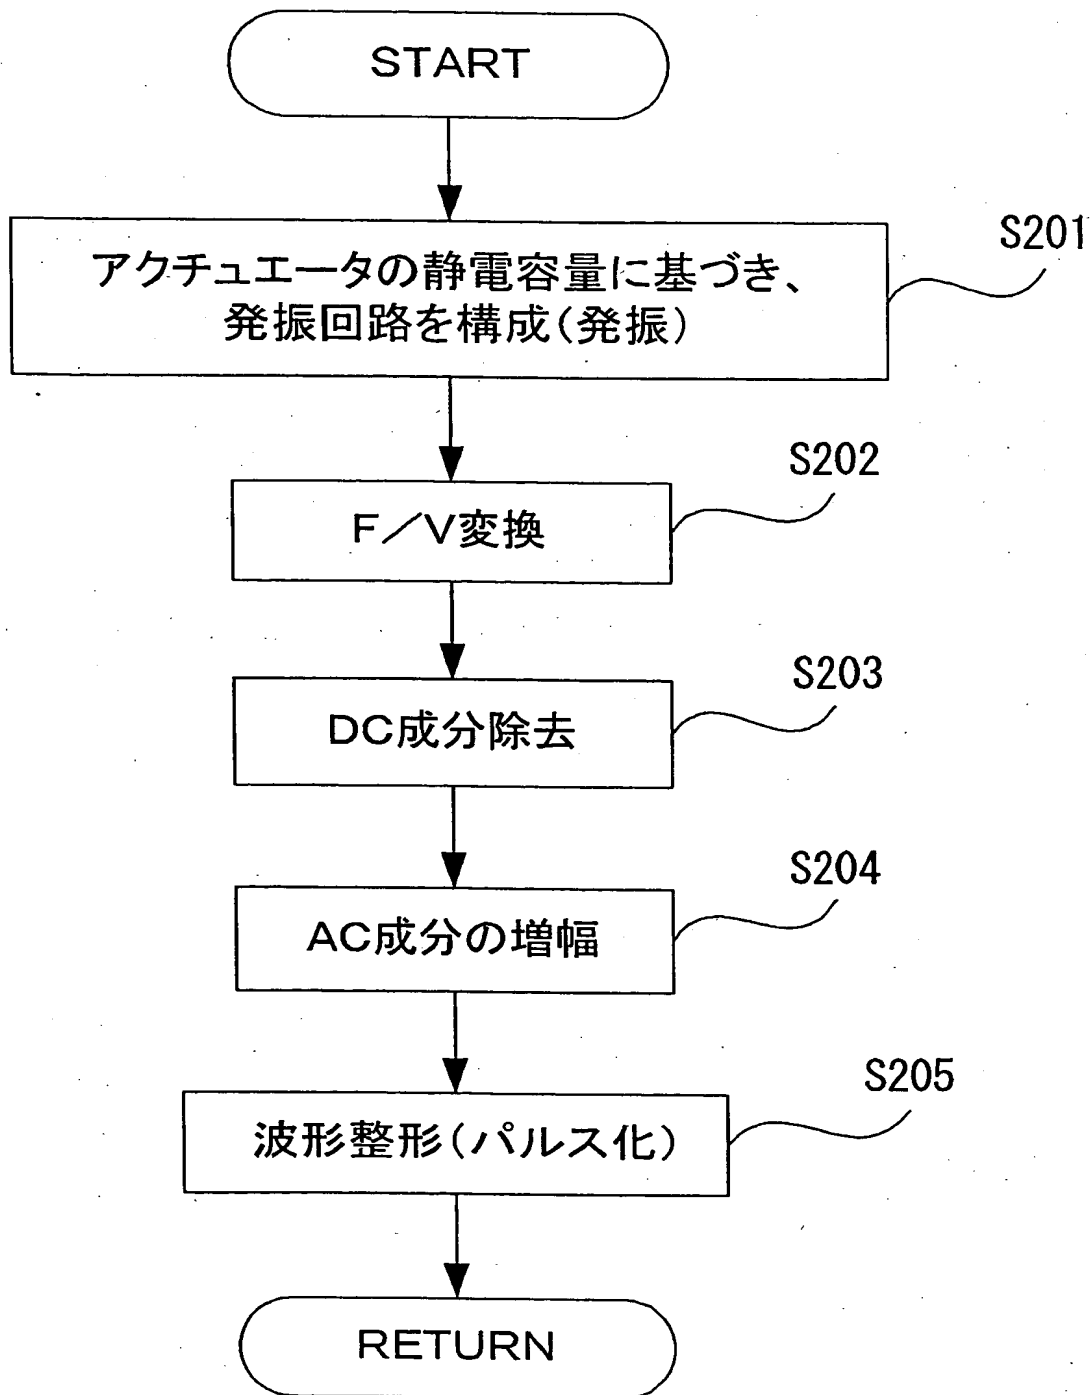 START
S201
アクチュエータの静電容量に基づき、
発振回路を構成(発振)
S202
F/V変換
S203
DC成分除去
S204
AC成分の増幅
S205
波形整形(パルス化)
RETURN